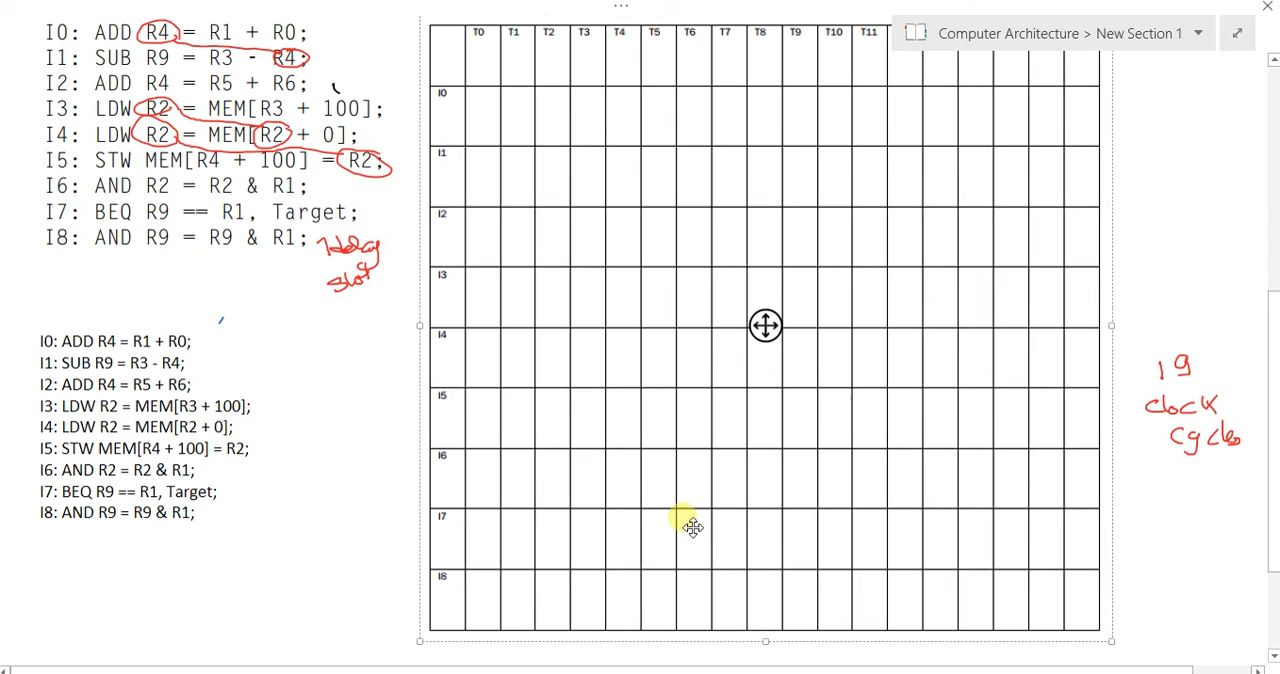 Computer Architecture > New Section 1
I0: ADD R4 = R1 + R0;
I1: SUB R9 = R3 - R4;
I2: ADD R4 = R5 + R6;
I3: LDW R2 = MEM[R3 + 100];
I4: LDW R2 = MEM[R2 + 0];
I5: STW MEM[R4 + 100] = R2;
I6: AND R2 = R2 & R1;
I7: BEQ R9 == R1, Target;
I8: AND R9 = R9 & R1;
1 delay
slot
I0: ADD R4 = R1 + R0;
I1: SUB R9 = R3 - R4;
I2: ADD R4 = R5 + R6;
I3: LDW R2 = MEM[R3 + 100];
I4: LDW R2 = MEM[R2 + 0];
I5: STW MEM[R4 + 100] = R2;
I6: AND R2 = R2 & R1;
I7: BEQ R9 == R1, Target;
I8: AND R9 = R9 & R1;
T0 T1 T2 T3 T4 T5 T6 T7 T8 T9 T10 T11
I0
I1
I2
I3
I4
I5
I6
I7
I8
19
clock
cycles